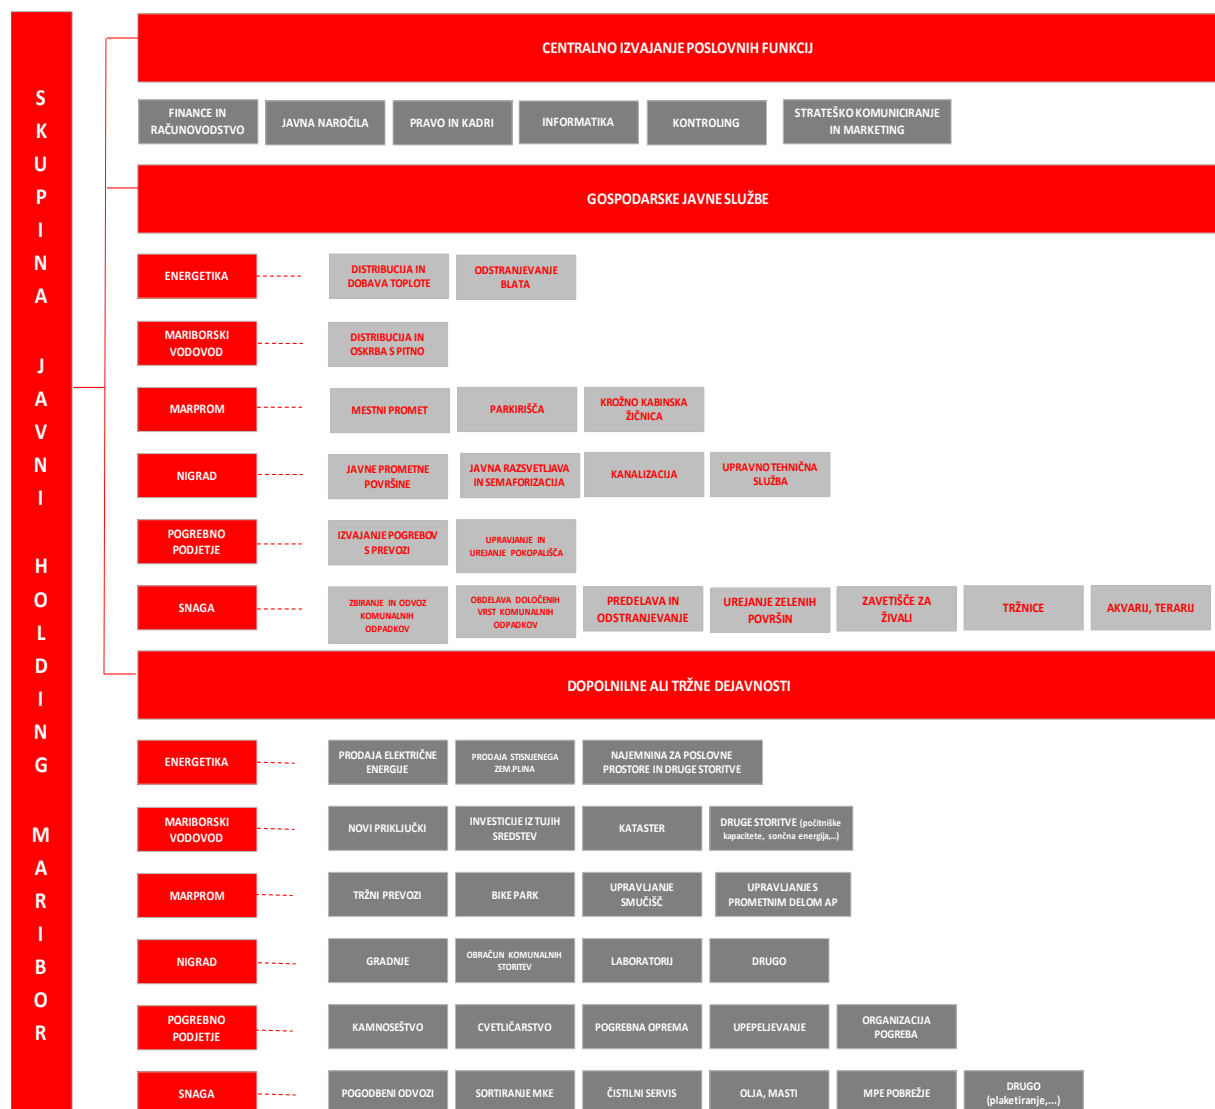 SKUPINA JAVNI HOLDING MARIBOR
CENTRALNO IZVAJANJE POSLOVNIH FUNKCIJ
FINANCE IN
RAČUNOVODSTVO
JAVNA NAROČILA
PRAVO IN KADRI
INFORMATIKA
KONTROLING
STRATEŠKO KOMUNICIRANJE
IN MARKETING
GOSPODARSKE JAVNE SLUŽBE
ENERGETIKA
DISTRIBUCIJA IN
DOBAVA TOPLOTE
ODSTRANJEVANJE
BLATA
MARIBORSKI
VODOVOD
DISTRIBUCIJA IN
OSKRBA S PITNO
MARPROM
MESTNI PROMET
PARKIRIŠČA
KROŽNO KABINSKA
ŽIČNICA
NIGRAD
JAVNE PROMETNE
POVRŠINE
JAVNA RAZSVETLJAVA
IN SEMAFORIZACIJA
KANALIZACIJA
UPRAVNO TEHNIČNA
SLUŽBA
POGREBNO
PODJETJE
IZVAJANJE POGREBOV
S PREVOZI
UPRAVJANJE IN
UREJANJE POKOPALIŠČA
SNAGA
ZBIRANJE IN ODVOZ
KOMUNALNIH
ODPADKOV
OBDELAVA DOLOČENIH
VRST KOMUNALNIH
ODPADKOV
PREDELAVA IN
ODSTRANJEVANJE
UREJANJE ZELENIH
POVRŠIN
ZAVETIŠČE ZA
ŽIVALI
TRŽNICE
AKVARIJ, TERARIJ
DOPOLNILNE ALI TRŽNE DEJAVNOSTI
ENERGETIKA
PRODAJA ELEKTRIČNE
ENERGIJE
PRODAJA STISNJENEGA
ZEM.PLINA
NAJEMNINA ZA POSLOVNE
PROSTORE IN DRUGE STORITVE
MARIBORSKI
VODOVOD
NOVI PRIKLJUČKI
INVESTICIJE IZ TUJIH
SREDSTEV
KATASTER
DRUGE STORITVE (počitniške
kapacitete, sončna energija,...)
MARPROM
TRŽNI PREVOZI
BIKE PARK
UPRAVLJANJE
SMUČIŠČ
UPRAVLJANJE S
PROMETNIM DELOM AP
NIGRAD
GRADNJE
OBRAČUN KOMUNALNIH
STORITEV
LABORATORIJ
DRUGO
POGREBNO
PODJETJE
KAMNOSEŠTVO
CVETLIČARSTVO
POGREBNA OPREMA
UPEPELJEVANJE
ORGANIZACIJA
POGREBA
SNAGA
POGODBENI ODVOZI
SORTIRANJE MKE
ČISTILNI SERVIS
OLJA, MASTI
MPE POBREŽJE
DRUGO
(plaketiranje,...)